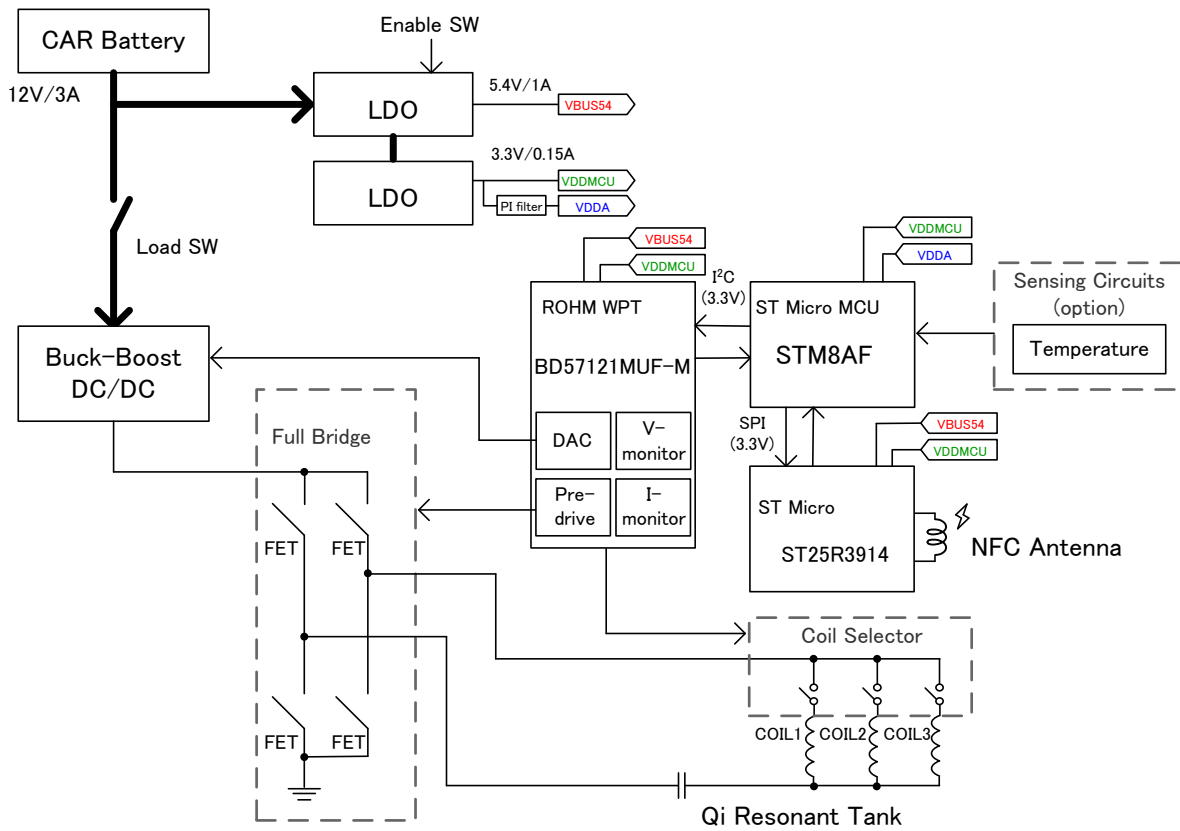 CAR Battery
Enable SW
12V/3A
LDO
5.4V/1A
VBUS54
3.3V/0.15A
LDO
VDDMCU
PI filter
VDDA
Load SW
VBUS54
VDDMCU
I²C
(3.3V)
VDDMCU
VDDA
Sensing Circuits
(option)
Temperature
ROHM WPT
BD57121MUF-M
ST Micro MCU
STM8AF
Buck-Boost
DC/DC
Full Bridge
DAC
V-
monitor
Pre-
drive
I-
monitor
SPI
(3.3V)
VBUS54
VDDMCU
ST Micro
ST25R3914
NFC Antenna
FET
FET
Coil Selector
FET
FET
COIL1
COIL2
COIL3
Qi Resonant Tank